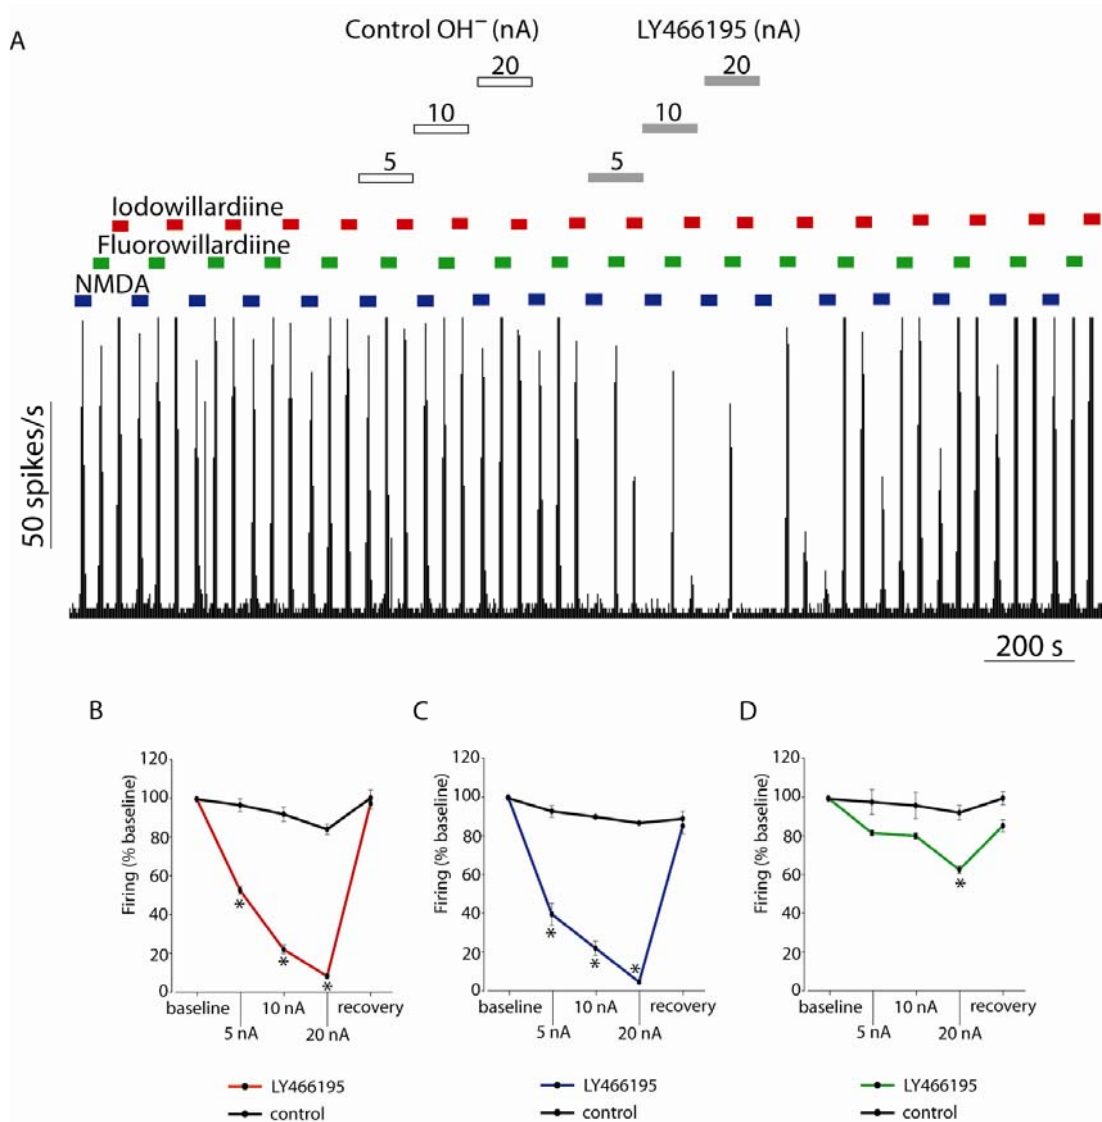 A
Control OH⁻ (nA) LY466195 (nA)
20 20
10 10
5 5
Iodowillardiine
Fluorowillardiine
NMDA
50 spikes/s
200 s
B C D
Firing (% baseline)
120
100
80
60
40
20
0
baseline 10 nA recovery
5 nA 20 nA
* * *
LY466195
control
Firing (% baseline)
120
100
80
60
40
20
0
baseline 10 nA recovery
5 nA 20 nA
* * *
LY466195
control
Firing (% baseline)
120
100
80
60
40
20
0
baseline 10 nA recovery
5 nA 20 nA
*
LY466195
control